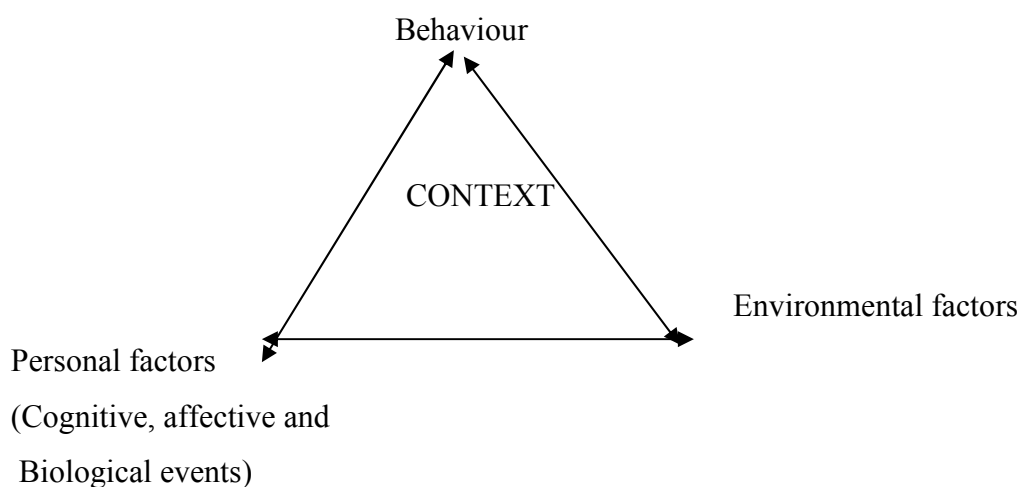 Behaviour
CONTEXT
Environmental factors
Personal factors
(Cognitive, affective and
Biological events)